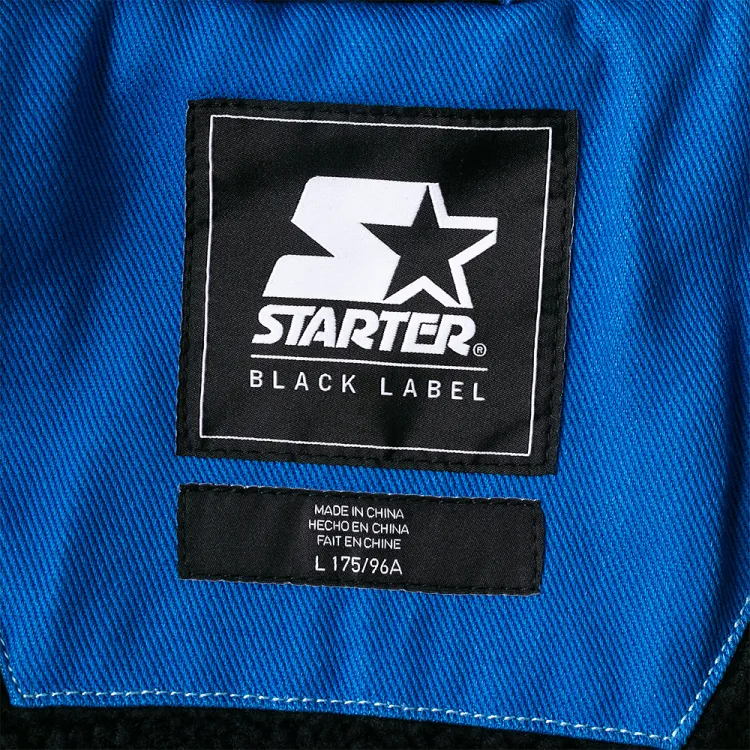 STARTER®
BLACK LABEL
MADE IN CHINA
HECHO EN CHINA
FAIT EN CHINE
L 175/96A